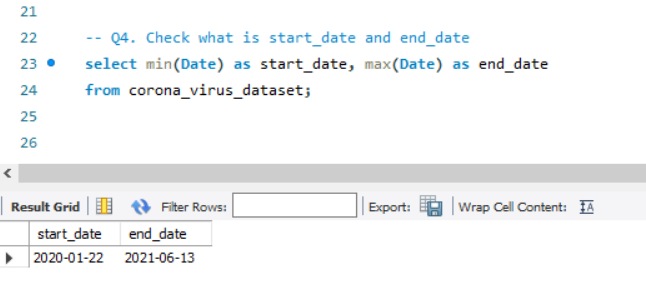 21
22 -- Q4. Check what is start_date and end_date
23 select min(Date) as start_date, max(Date) as end_date
24 from corona_virus_dataset;
25
26
Result Grid Filter Rows: Export: Wrap Cell Content:
start_date end_date
2020-01-22 2021-06-13